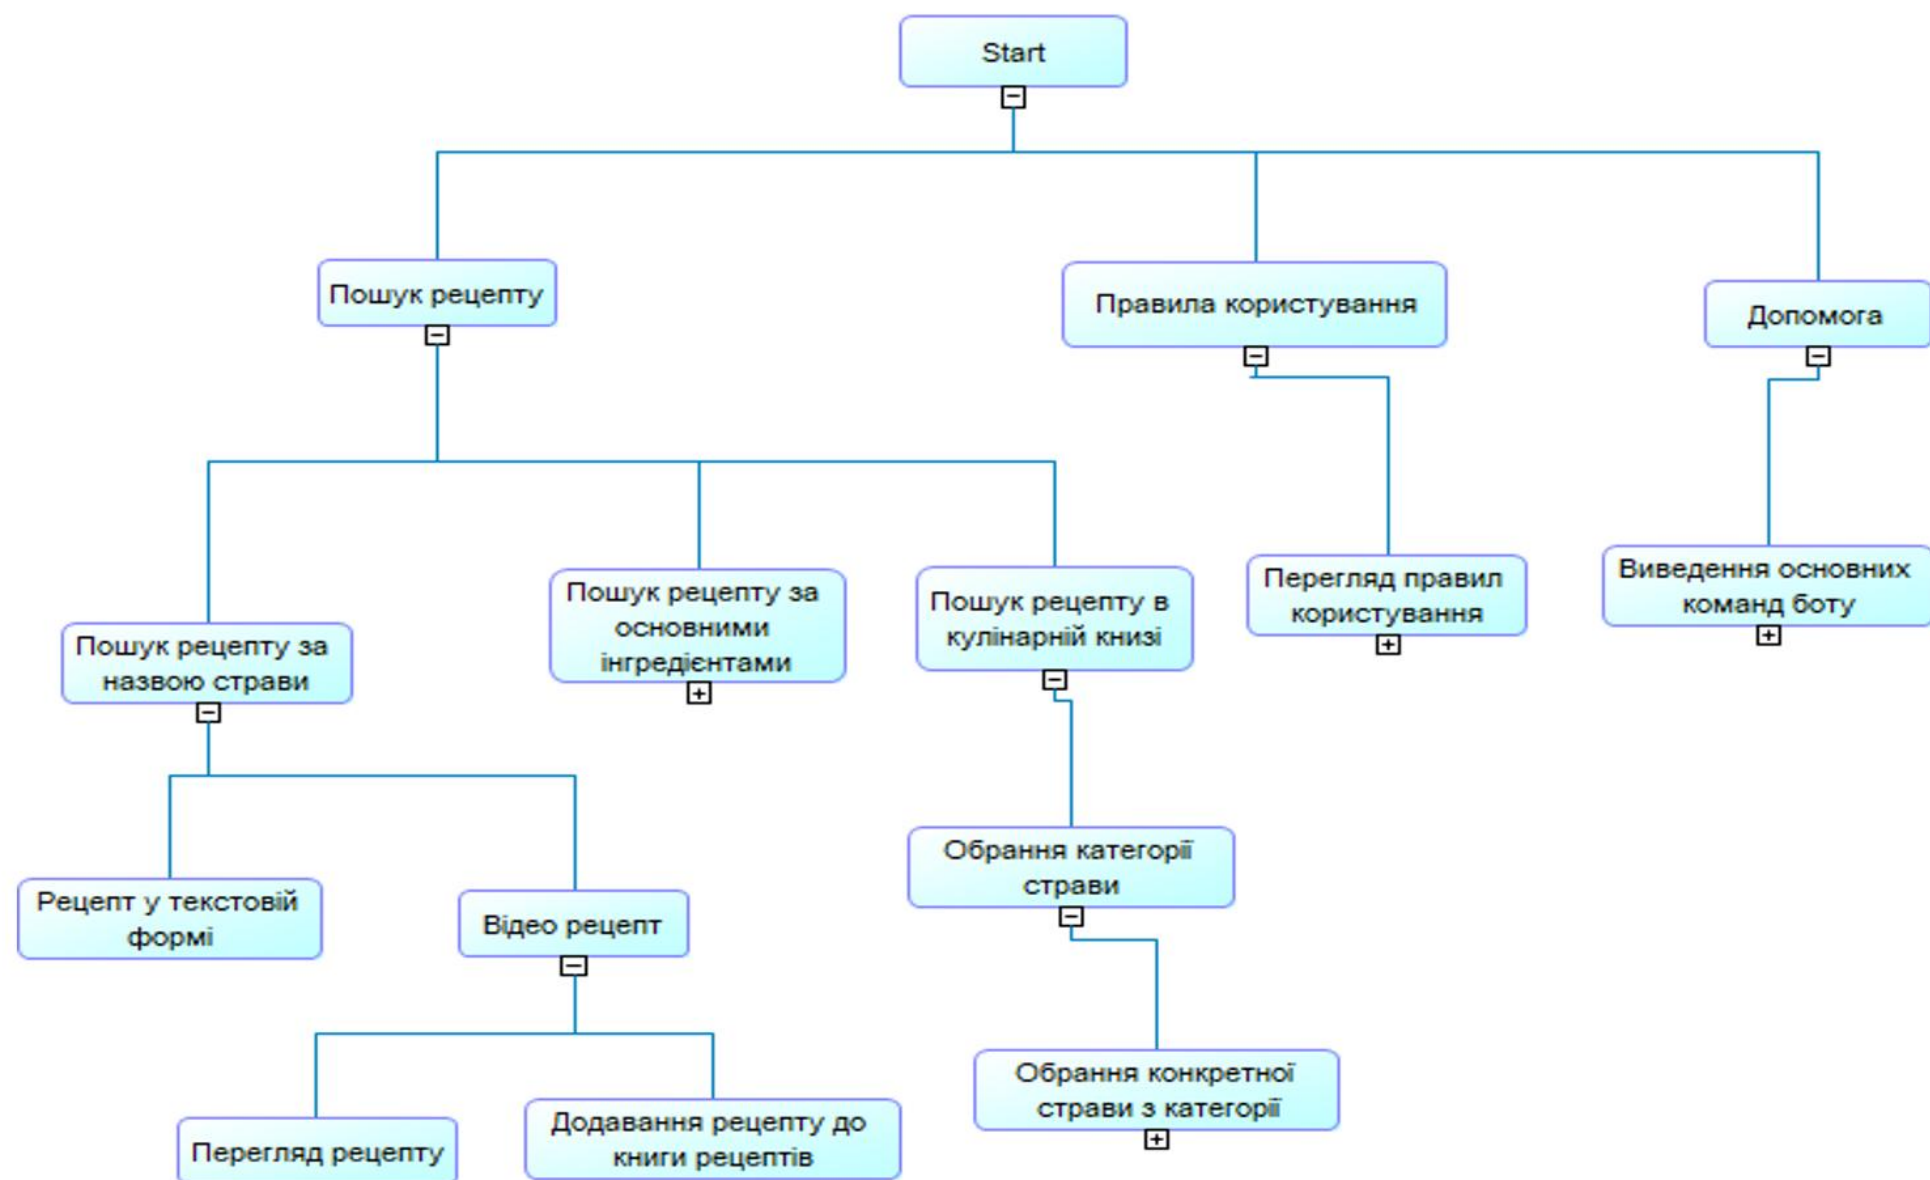 Start
Пошук рецепту
Правила користування
Допомога
Пошук рецепту за
назвою страви
Пошук рецепту за
основними
інгредієнтами
Пошук рецепту в
кулінарній книзі
Перегляд правил
користування
Виведення основних
команд боту
Рецепт у текстовій
формі
Відео рецепт
Обрання категорії
страви
Перегляд рецепту
Додавання рецепту до
книги рецептів
Обрання конкретної
страви з категорії